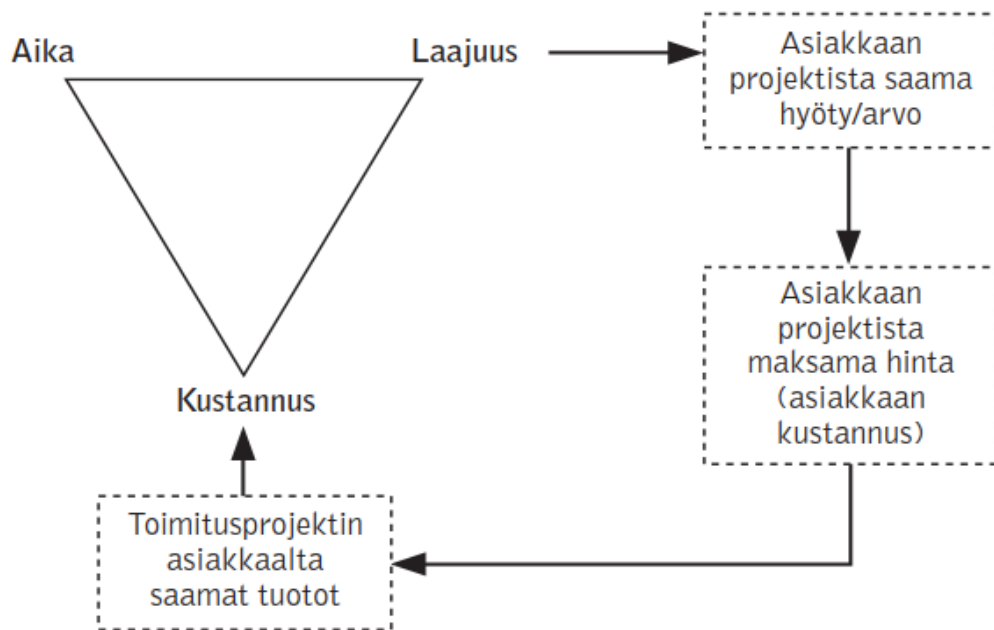 Aika
Laajuus
Asiakkaan
projektista saama
hyöty/arvo
Asiakkaan
projektista
maksama hinta
(asiakkaan
kustannus)
Kustannus
Toimitusprojektin
asiakkaalta
saamat tuotot